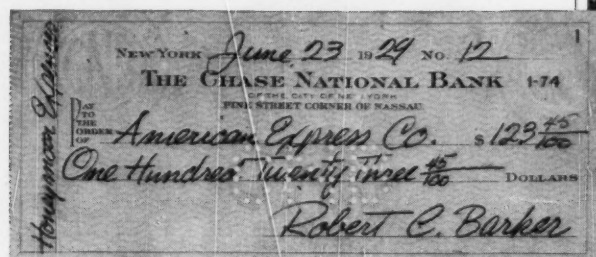 1
NEW YORK June 23 1929 NO. 12
THE CHASE NATIONAL BANK 1-74
OF THE CITY OF NEW YORK
PINE STREET CORNER OF NASSAU
PAY TO THE ORDER OF American Express Co. $ 123 45/100
One Hundred Twenty Three 45/100 DOLLARS
Robert C. Barker
Honeymoon Expenses